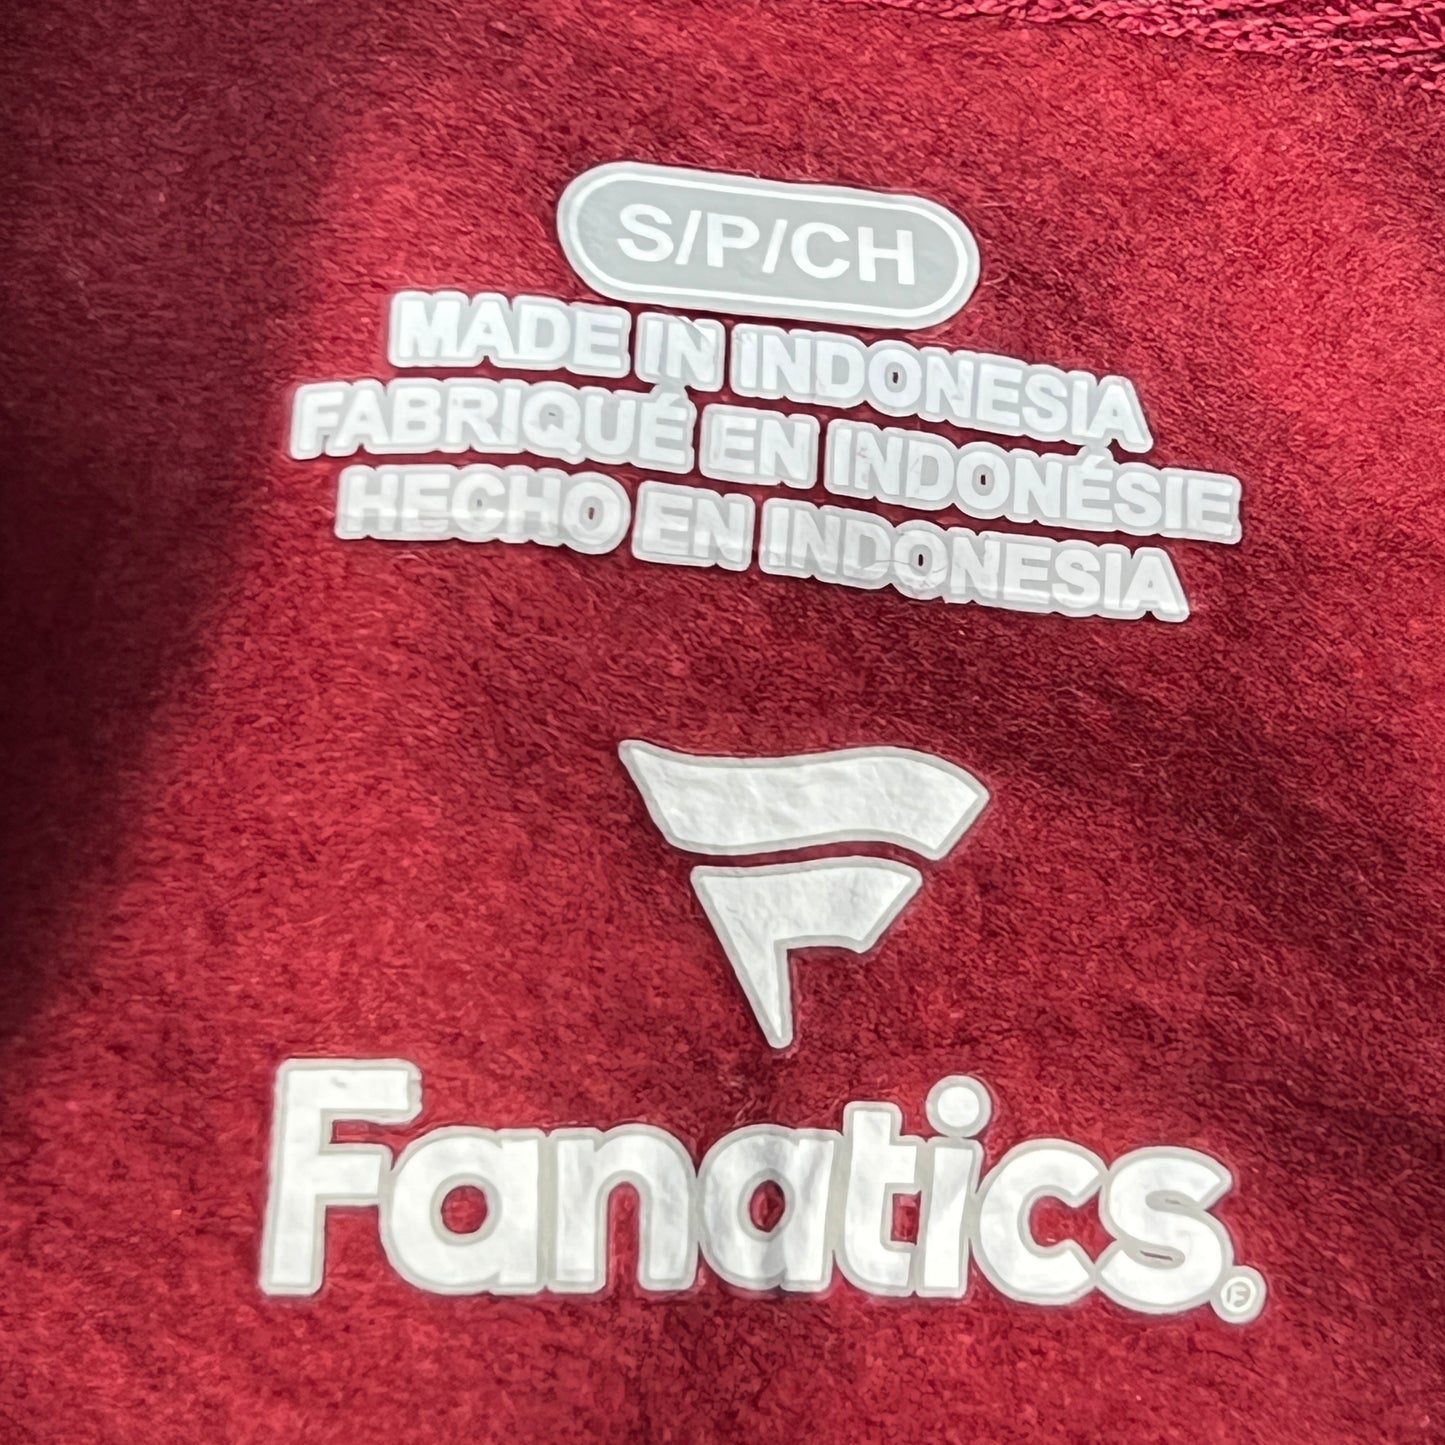 S/P/CH
MADE IN INDONESIA
FABRIQUÉ EN INDONÉSIE
HECHO EN INDONESIA
Fanatics